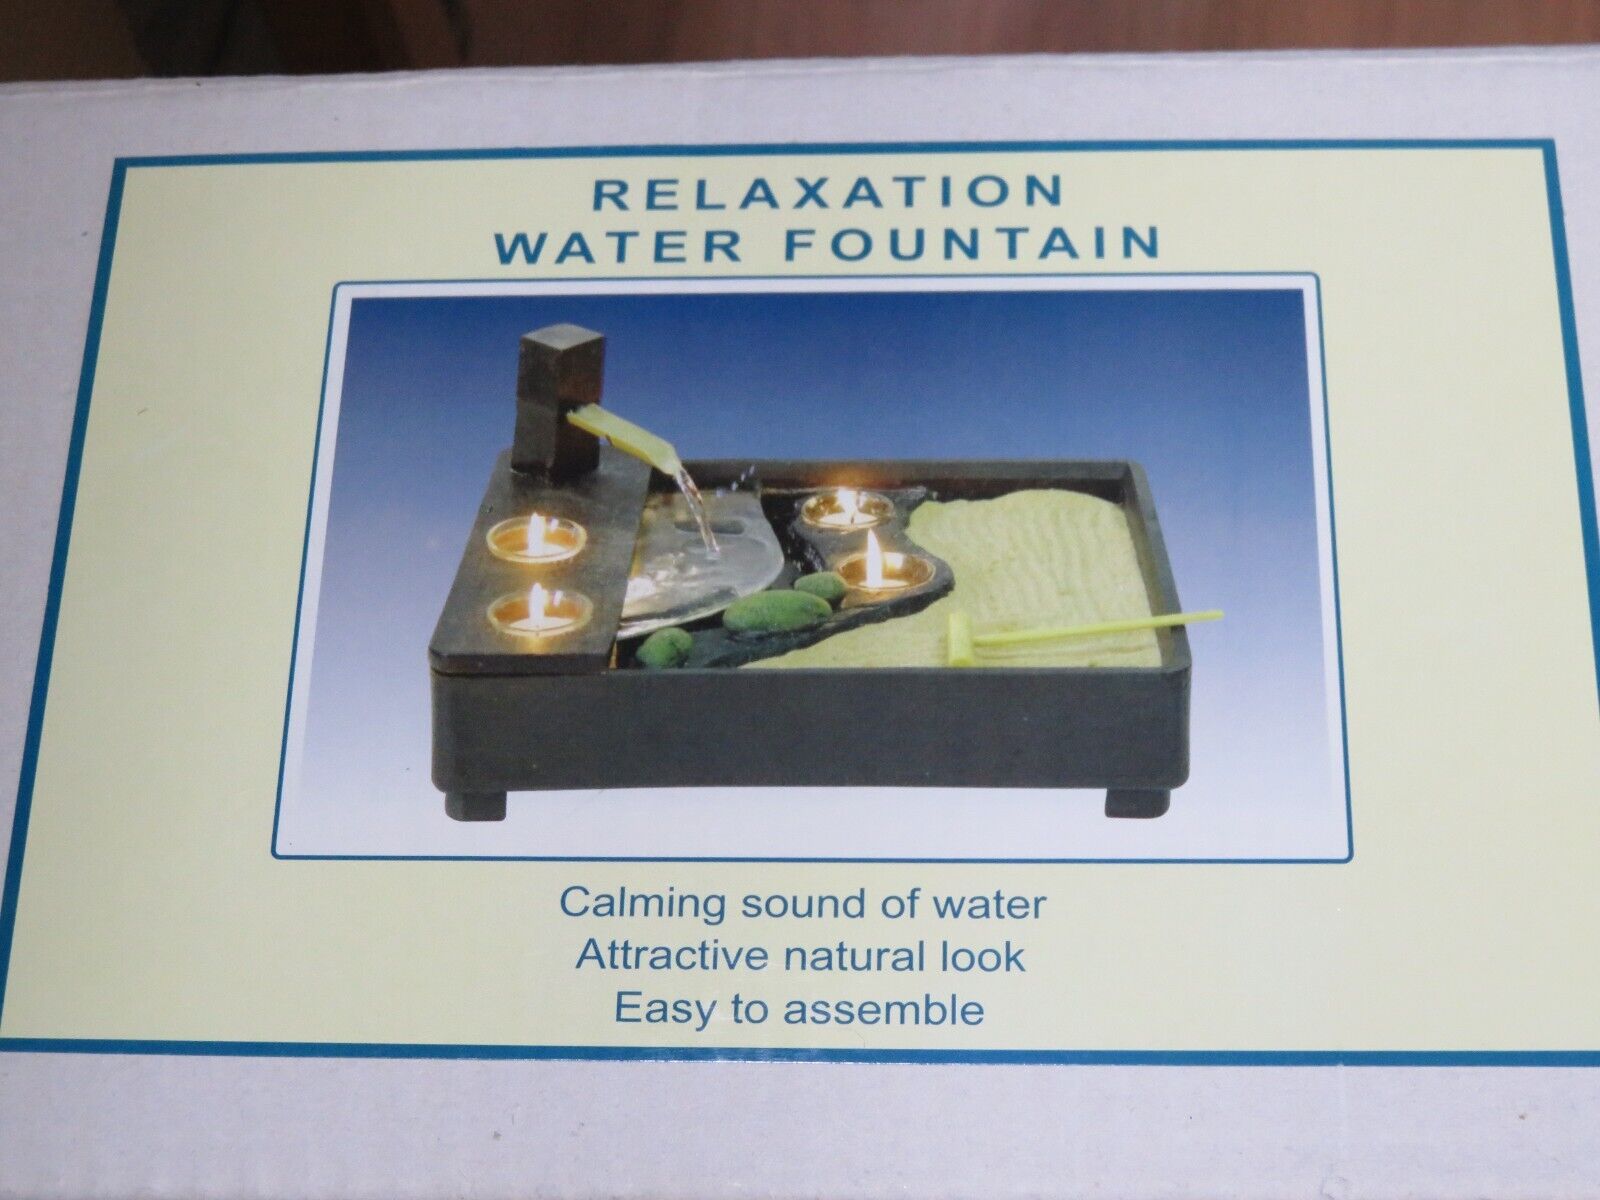 RELAXATION
WATER FOUNTAIN
Calming sound of water
Attractive natural look
Easy to assemble